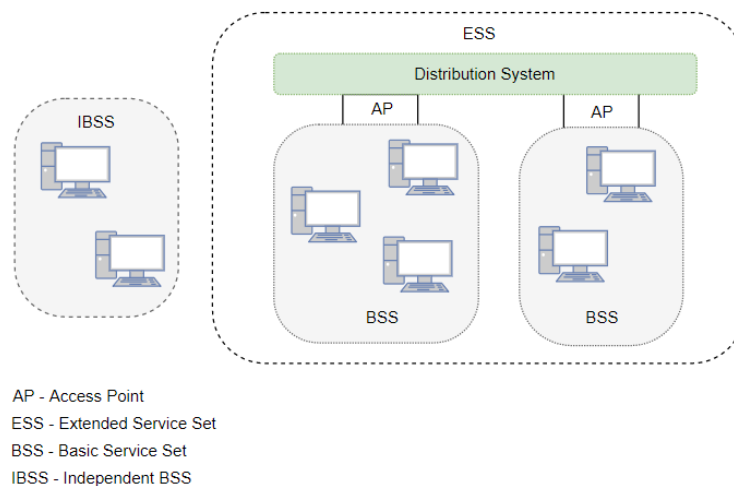 ESS
Distribution System
AP
AP
IBSS
BSS
BSS
AP - Access Point
ESS - Extended Service Set
BSS - Basic Service Set
IBSS - Independent BSS